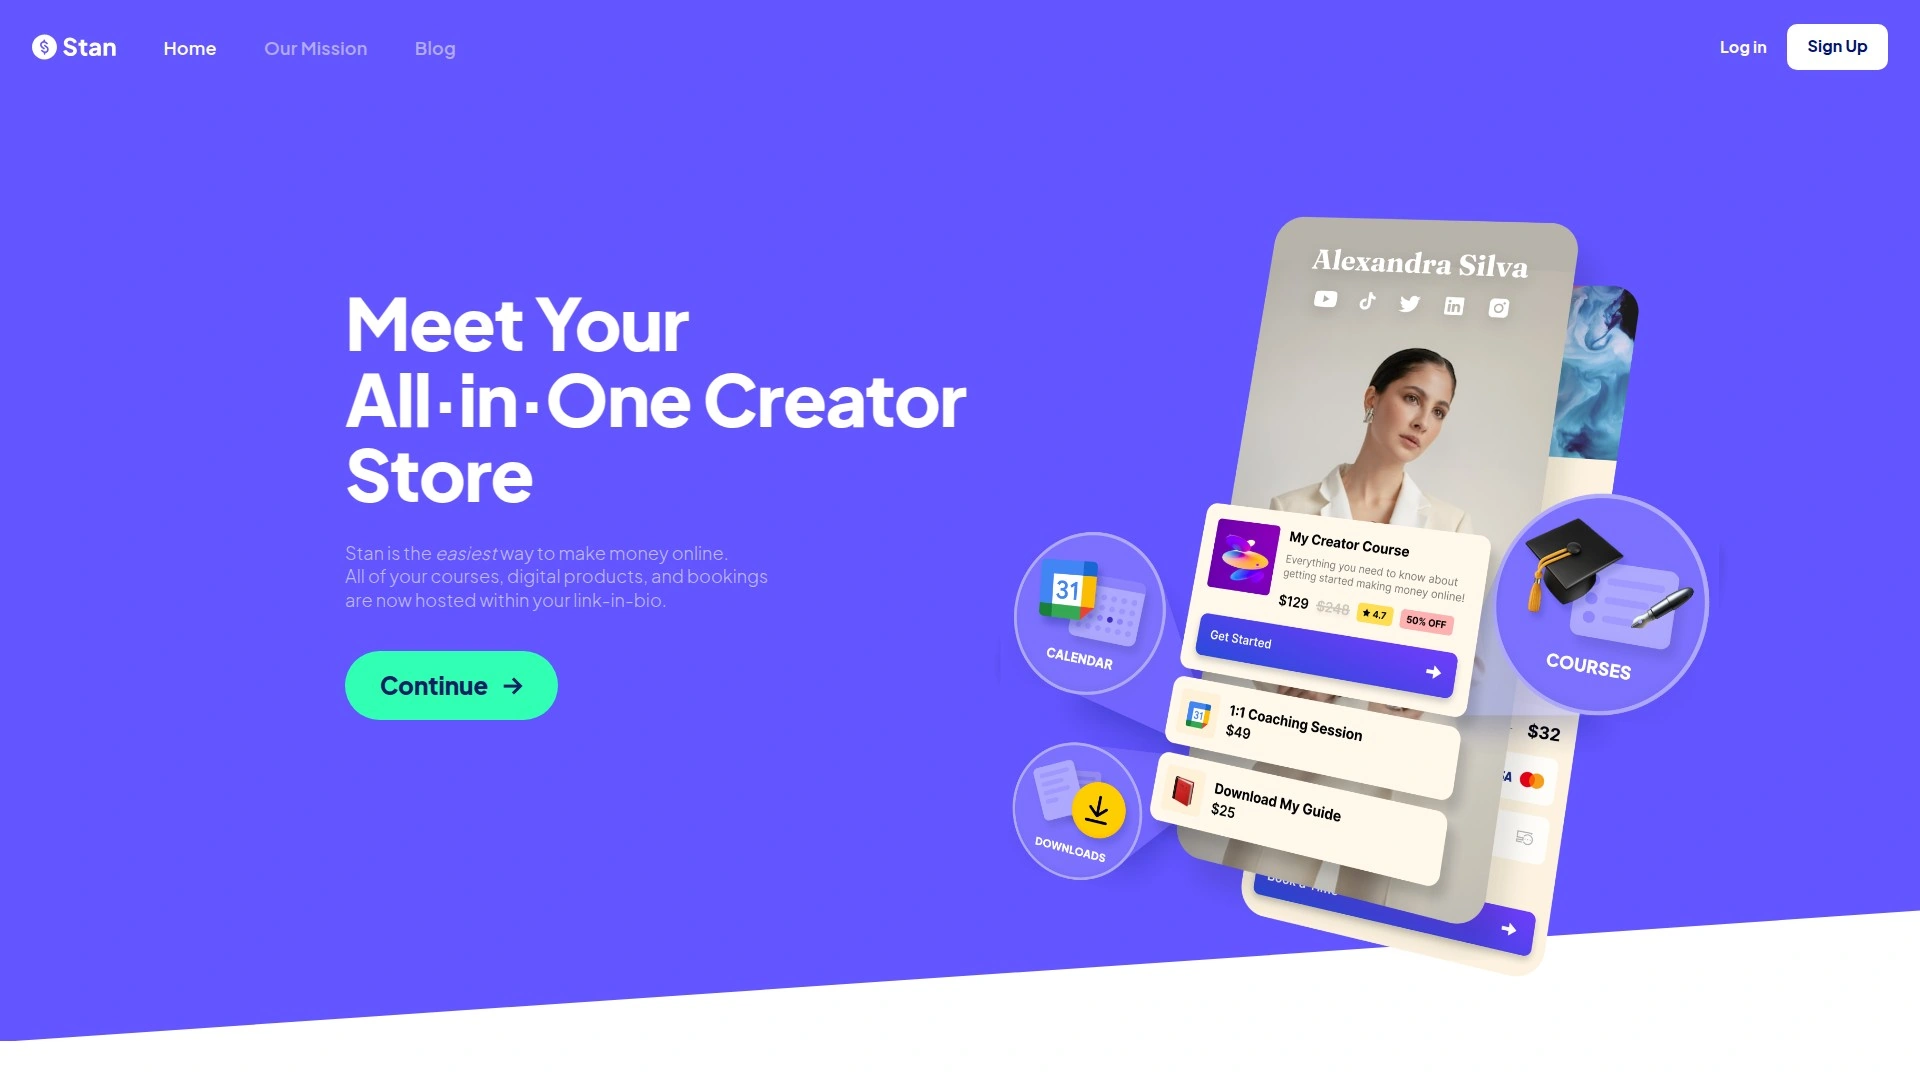 Stan
Home
Our Mission
Blog
Log in
Sign Up
Meet Your
All·in·One Creator
Store
Stan is the easiest way to make money online.
All of your courses, digital products, and bookings
are now hosted within your link-in-bio.
Continue
Alexandra Silva
My Creator Course
Everything you need to know about
getting started making money online!
$129 $248 4.7 50% OFF
Get Started
31
CALENDAR
COURSES
31
1:1 Coaching Session
$49
$32
DOWNLOADS
Download My Guide
$25